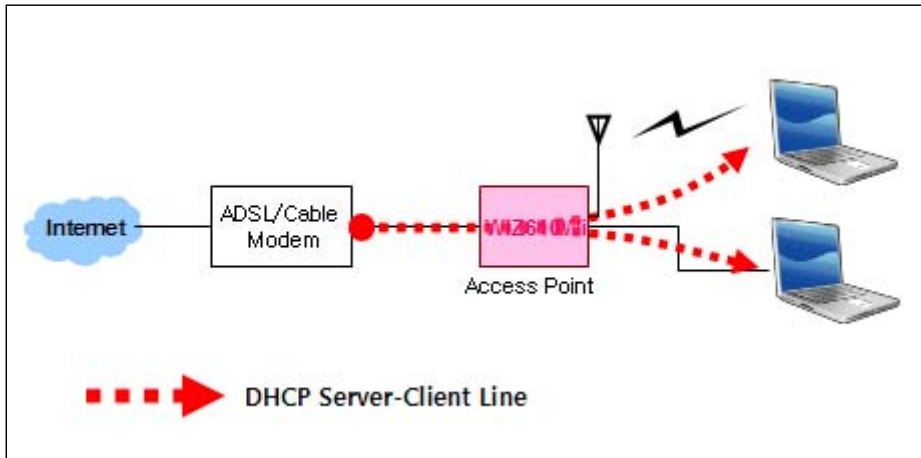 Internet
ADSL/Cable
Modem
Access Point
DHCP Server-Client Line